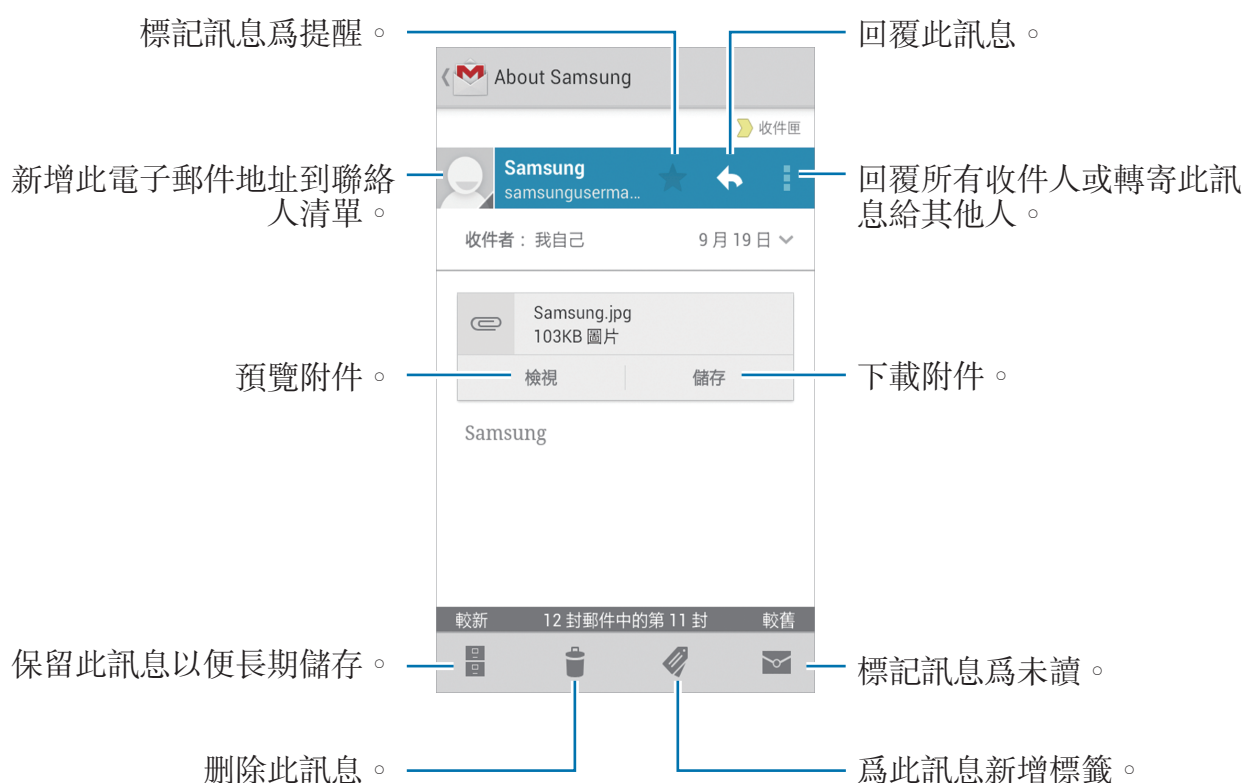 標記訊息爲提醒。
回覆此訊息。
About Samsung
收件匣
新增此電子郵件地址到聯絡
人清單。
Samsung
samsunguserma...
回覆所有收件人或轉寄此訊
息給其他人。
收件者： 我自己
9 月 19 日
Samsung.jpg
103KB 圖片
預覽附件。
檢視
儲存
下載附件。
Samsung
較新
12 封郵件中的第 11 封
較舊
保留此訊息以便長期儲存。
標記訊息爲未讀。
刪除此訊息。
爲此訊息新增標籤。